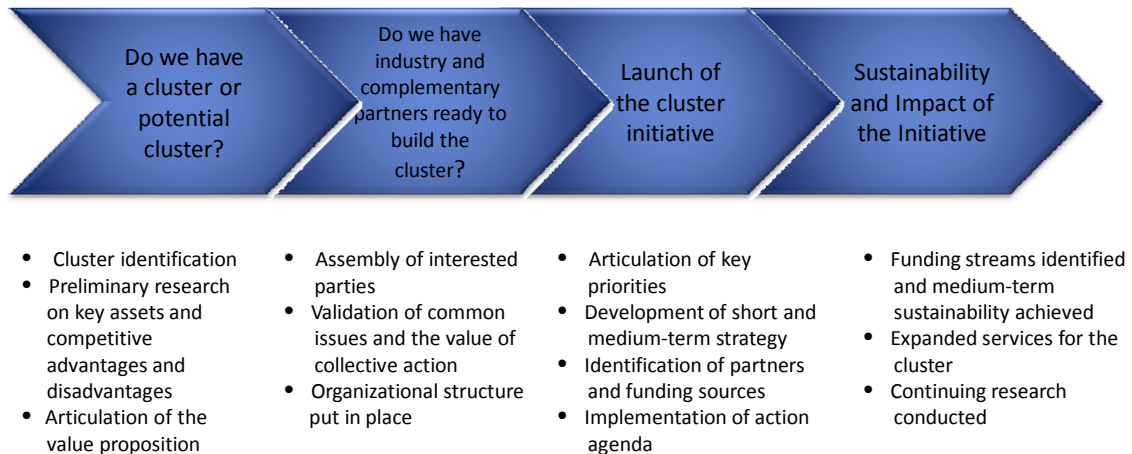 Do we have
a cluster or
potential
cluster?
Do we have
industry and
complementary
partners ready to
build the
cluster?
Launch of
the cluster
initiative
Sustainability
and Impact of
the Initiative
• Cluster identification
• Preliminary research
on key assets and
competitive
advantages and
disadvantages
• Articulation of the
value proposition
• Assembly of interested
parties
• Validation of common
issues and the value of
collective action
• Organizational structure
put in place
• Articulation of key
priorities
• Development of short and
medium-term strategy
• Identification of partners
and funding sources
• Implementation of action
agenda
• Funding streams identified
and medium-term
sustainability achieved
• Expanded services for the
cluster
• Continuing research
conducted